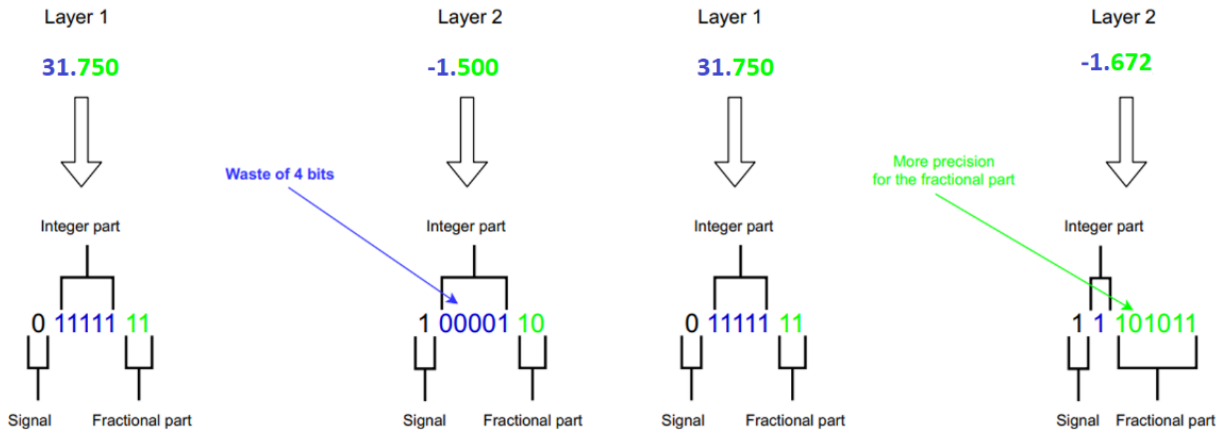 Layer 1
Layer 2
Layer 1
Layer 2
31.750
-1.500
31.750
-1.672
Waste of 4 bits
More precision
for the fractional part
Integer part
Integer part
Integer part
Integer part
0 11111 11
1 00001 10
0 11111 11
1 1 101011
Signal
Fractional part
Signal
Fractional part
Signal
Fractional part
Signal
Fractional part